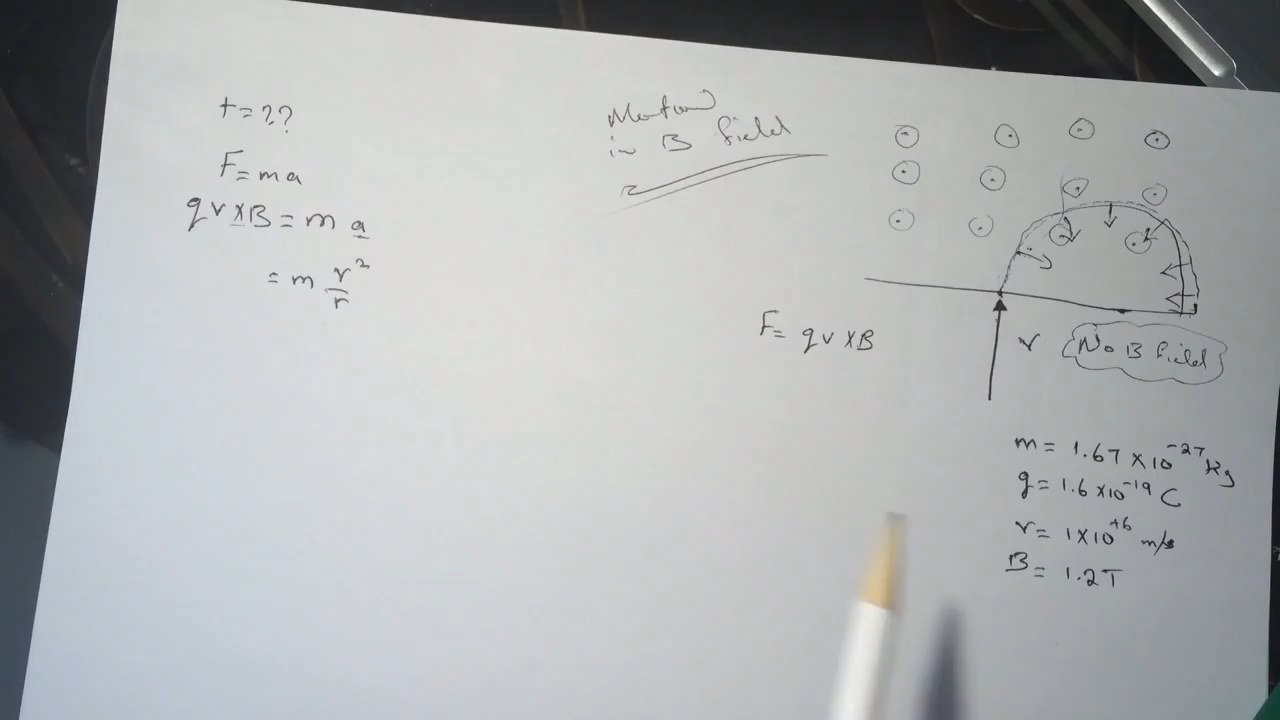 t = ??
F = ma
qv×B = m a
= m v²/r
Motion
in B field
F = qv×B
v
No B field
m = 1.67 × 10⁻²⁷ kg
q = 1.6 × 10⁻¹⁹ C
v = 1 × 10⁺⁶ m/s
B = 1.2 T